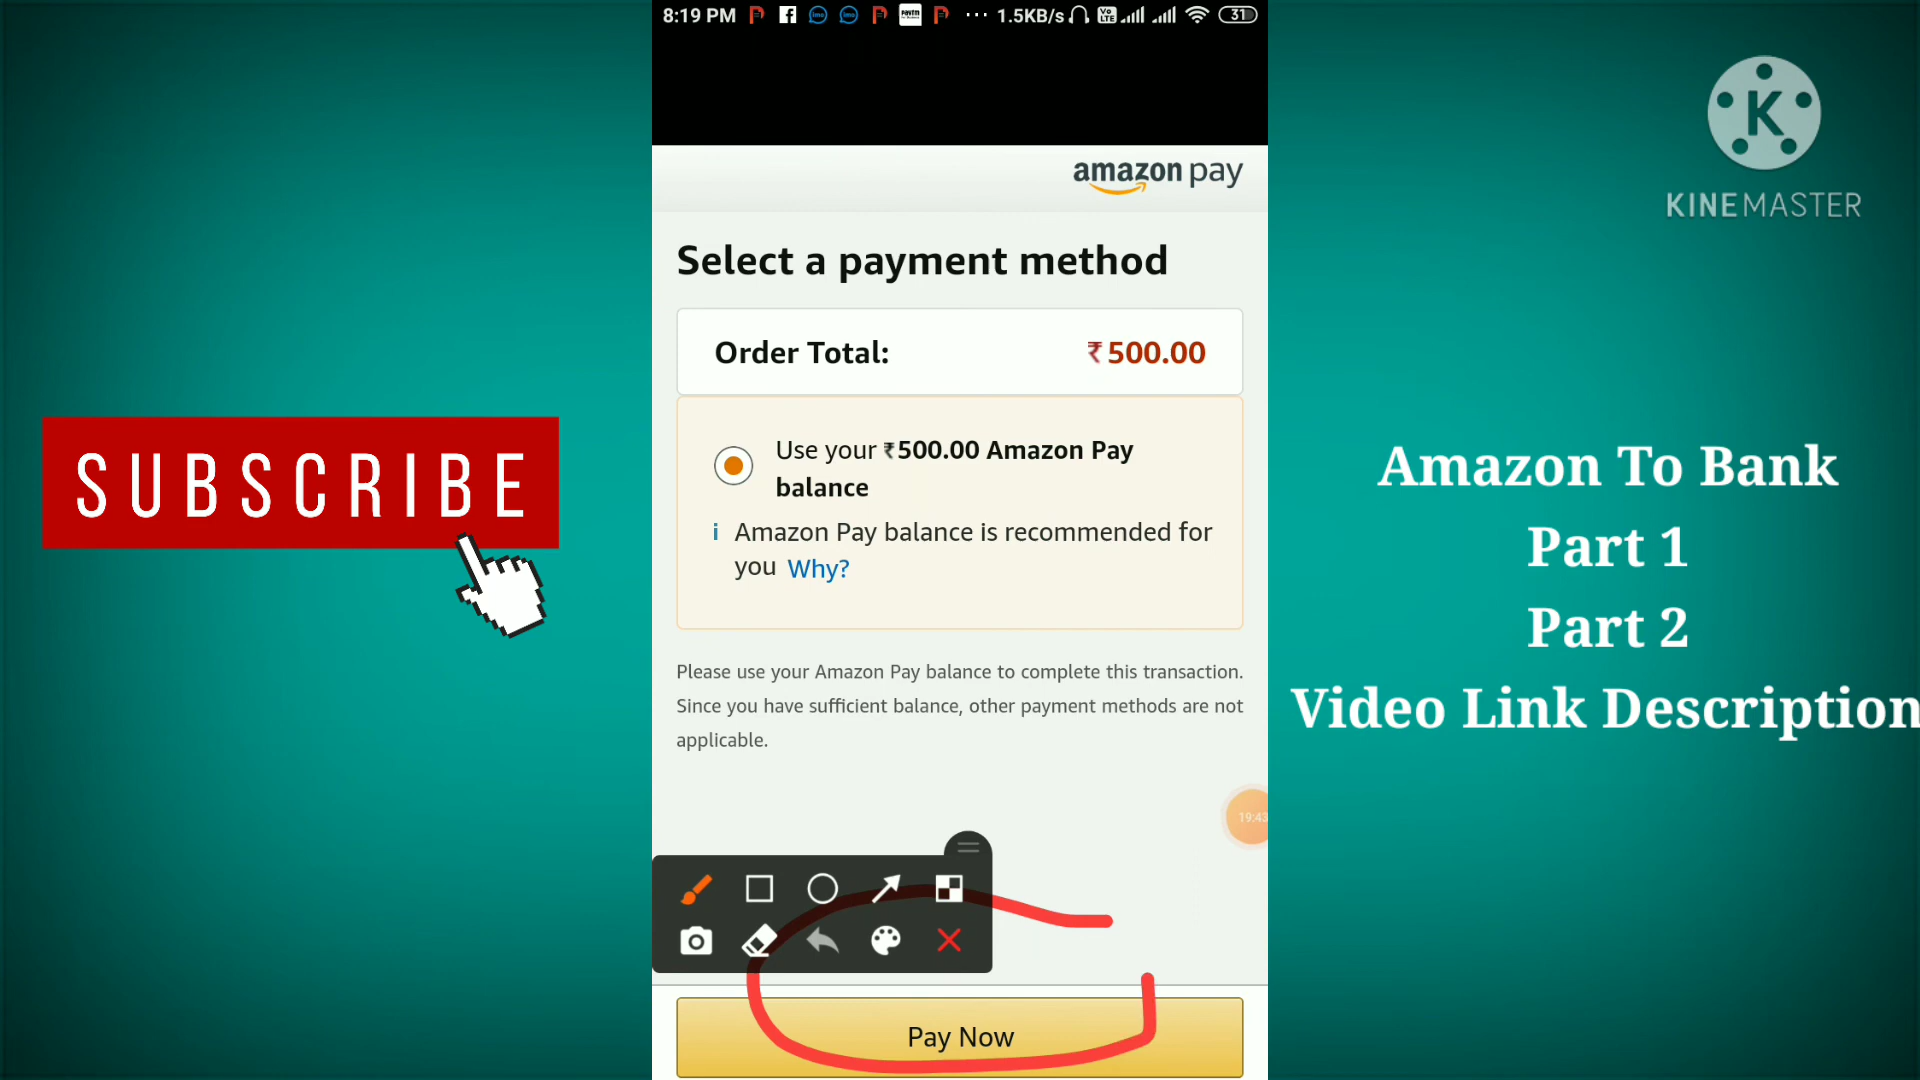 8:19 PM
1.5KB/s
31
amazon pay
Select a payment method
Order Total:
₹500.00
Use your ₹500.00 Amazon Pay
balance
i Amazon Pay balance is recommended for
you Why?
Please use your Amazon Pay balance to complete this transaction.
Since you have sufficient balance, other payment methods are not
applicable.
19:43
Pay Now
SUBSCRIBE
K
KINEMASTER
Amazon To Bank
Part 1
Part 2
Video Link Description